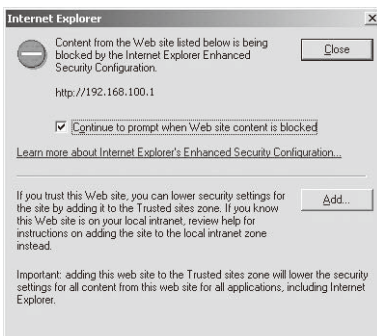 Internet Explorer
Content from the Web site listed below is being
blocked by the Internet Explorer Enhanced
Security Configuration.
Close
http://192.168.100.1
Continue to prompt when Web site content is blocked
Learn more about Internet Explorer's Enhanced Security Configuration...
If you trust this Web site, you can lower security settings for
the site by adding it to the Trusted sites zone. If you know
this Web site is on your local intranet, review help for
instructions on adding the site to the local intranet zone
instead.
Add...
Important: adding this web site to the Trusted sites zone will lower the security
settings for all content from this web site for all applications, including Internet
Explorer.